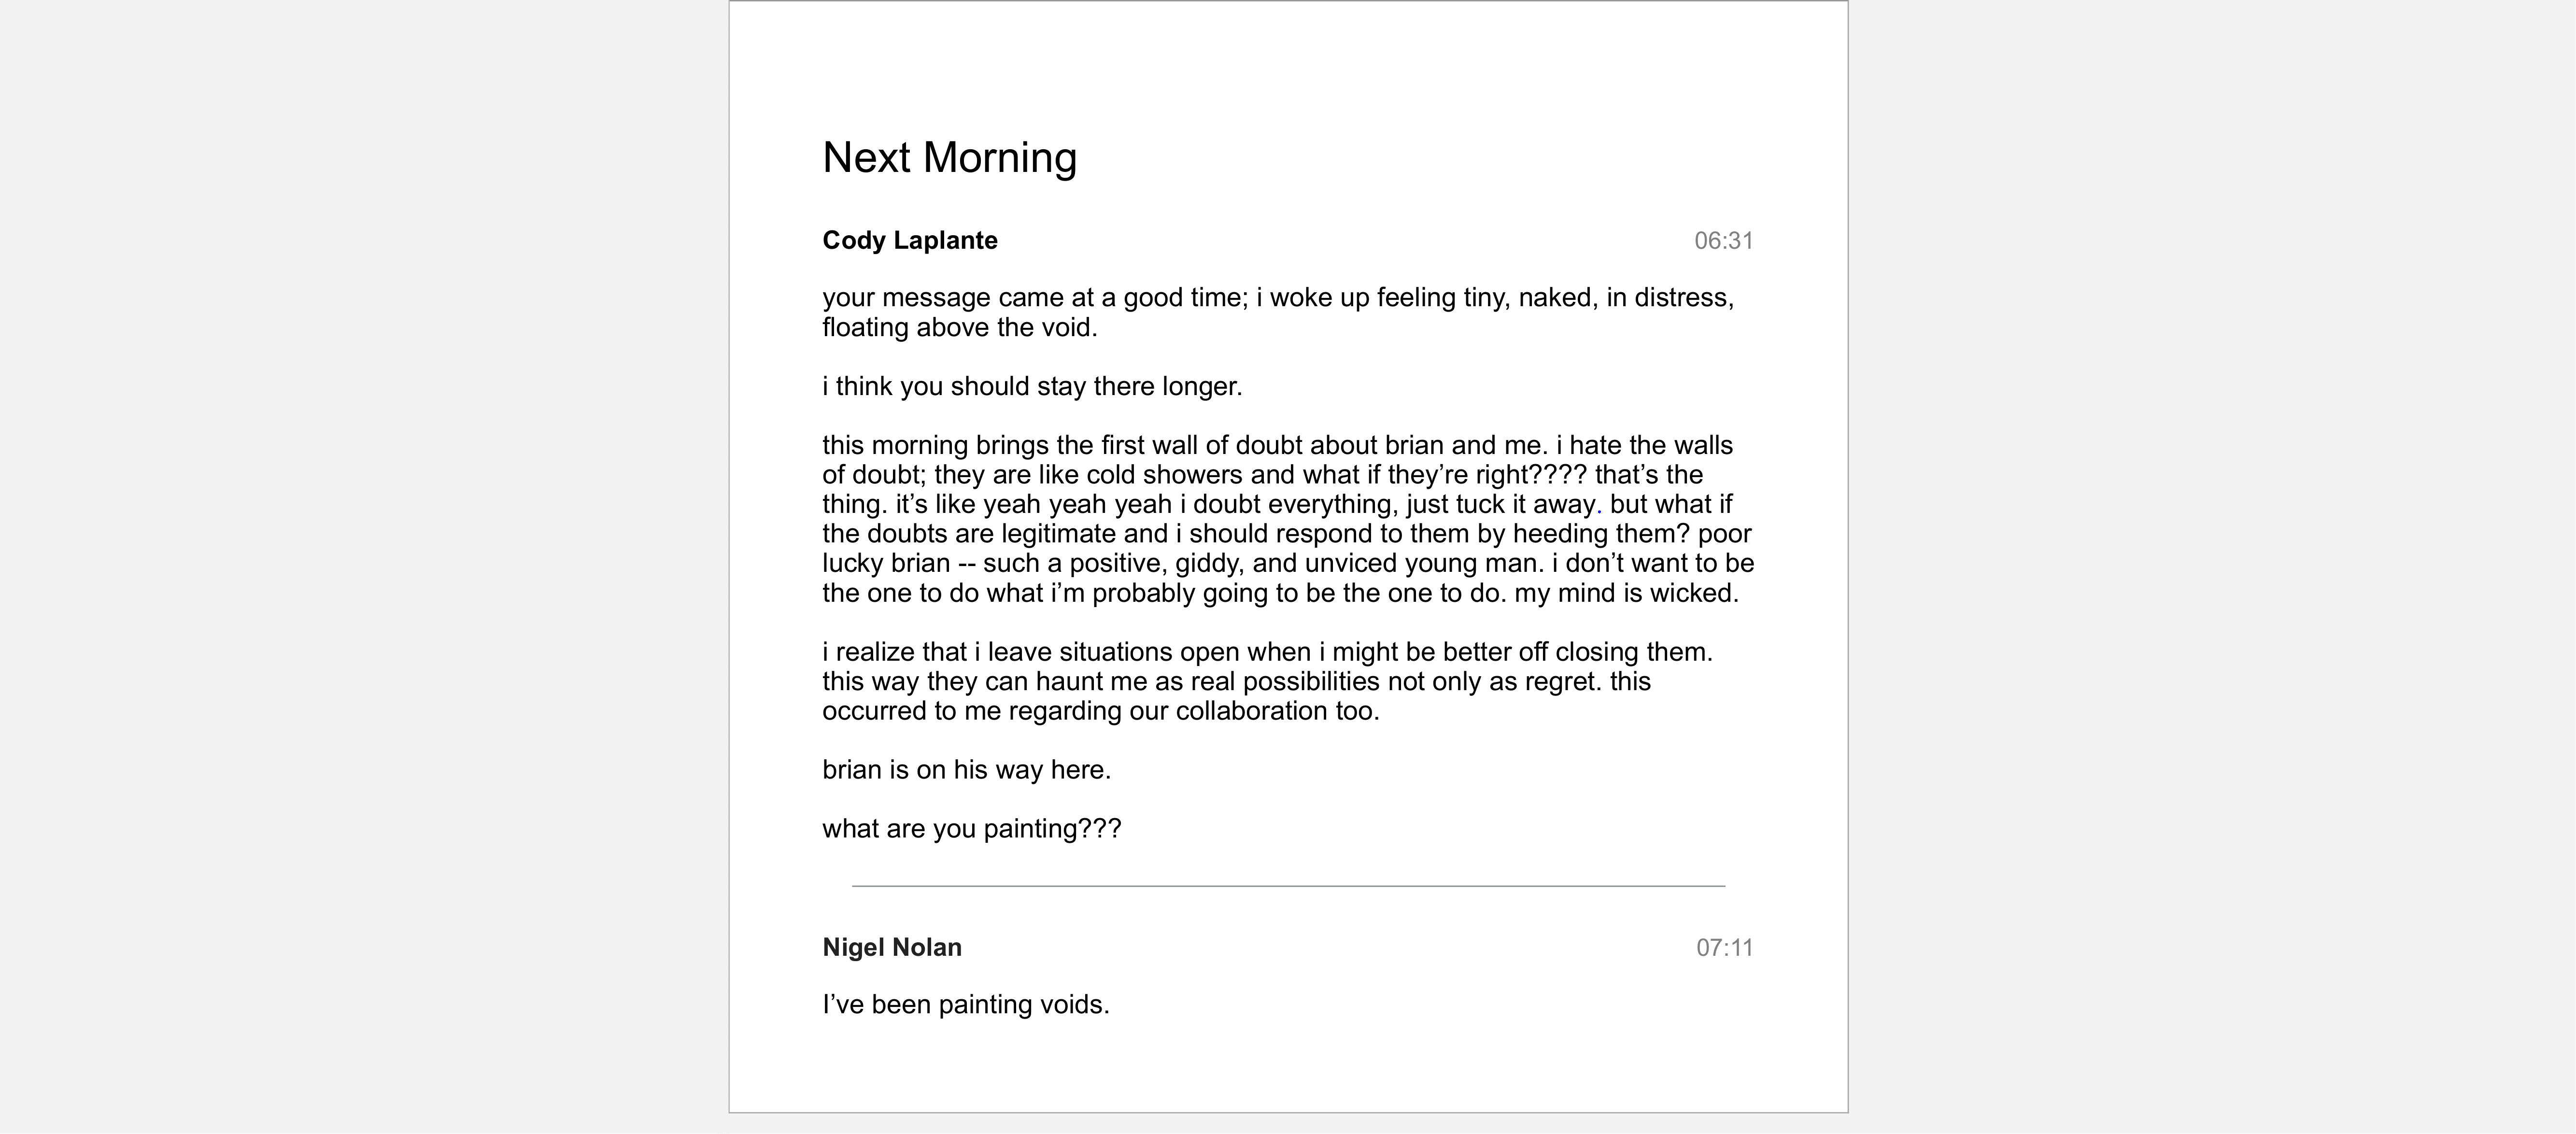 Next Morning
Cody Laplante 06:31
your message came at a good time; i woke up feeling tiny, naked, in distress,
floating above the void.
i think you should stay there longer.
this morning brings the first wall of doubt about brian and me. i hate the walls
of doubt; they are like cold showers and what if they’re right???? that’s the
thing. it’s like yeah yeah yeah i doubt everything, just tuck it away. but what if
the doubts are legitimate and i should respond to them by heeding them? poor
lucky brian -- such a positive, giddy, and unviced young man. i don’t want to be
the one to do what i’m probably going to be the one to do. my mind is wicked.
i realize that i leave situations open when i might be better off closing them.
this way they can haunt me as real possibilities not only as regret. this
occurred to me regarding our collaboration too.
brian is on his way here.
what are you painting???
Nigel Nolan 07:11
I’ve been painting voids.